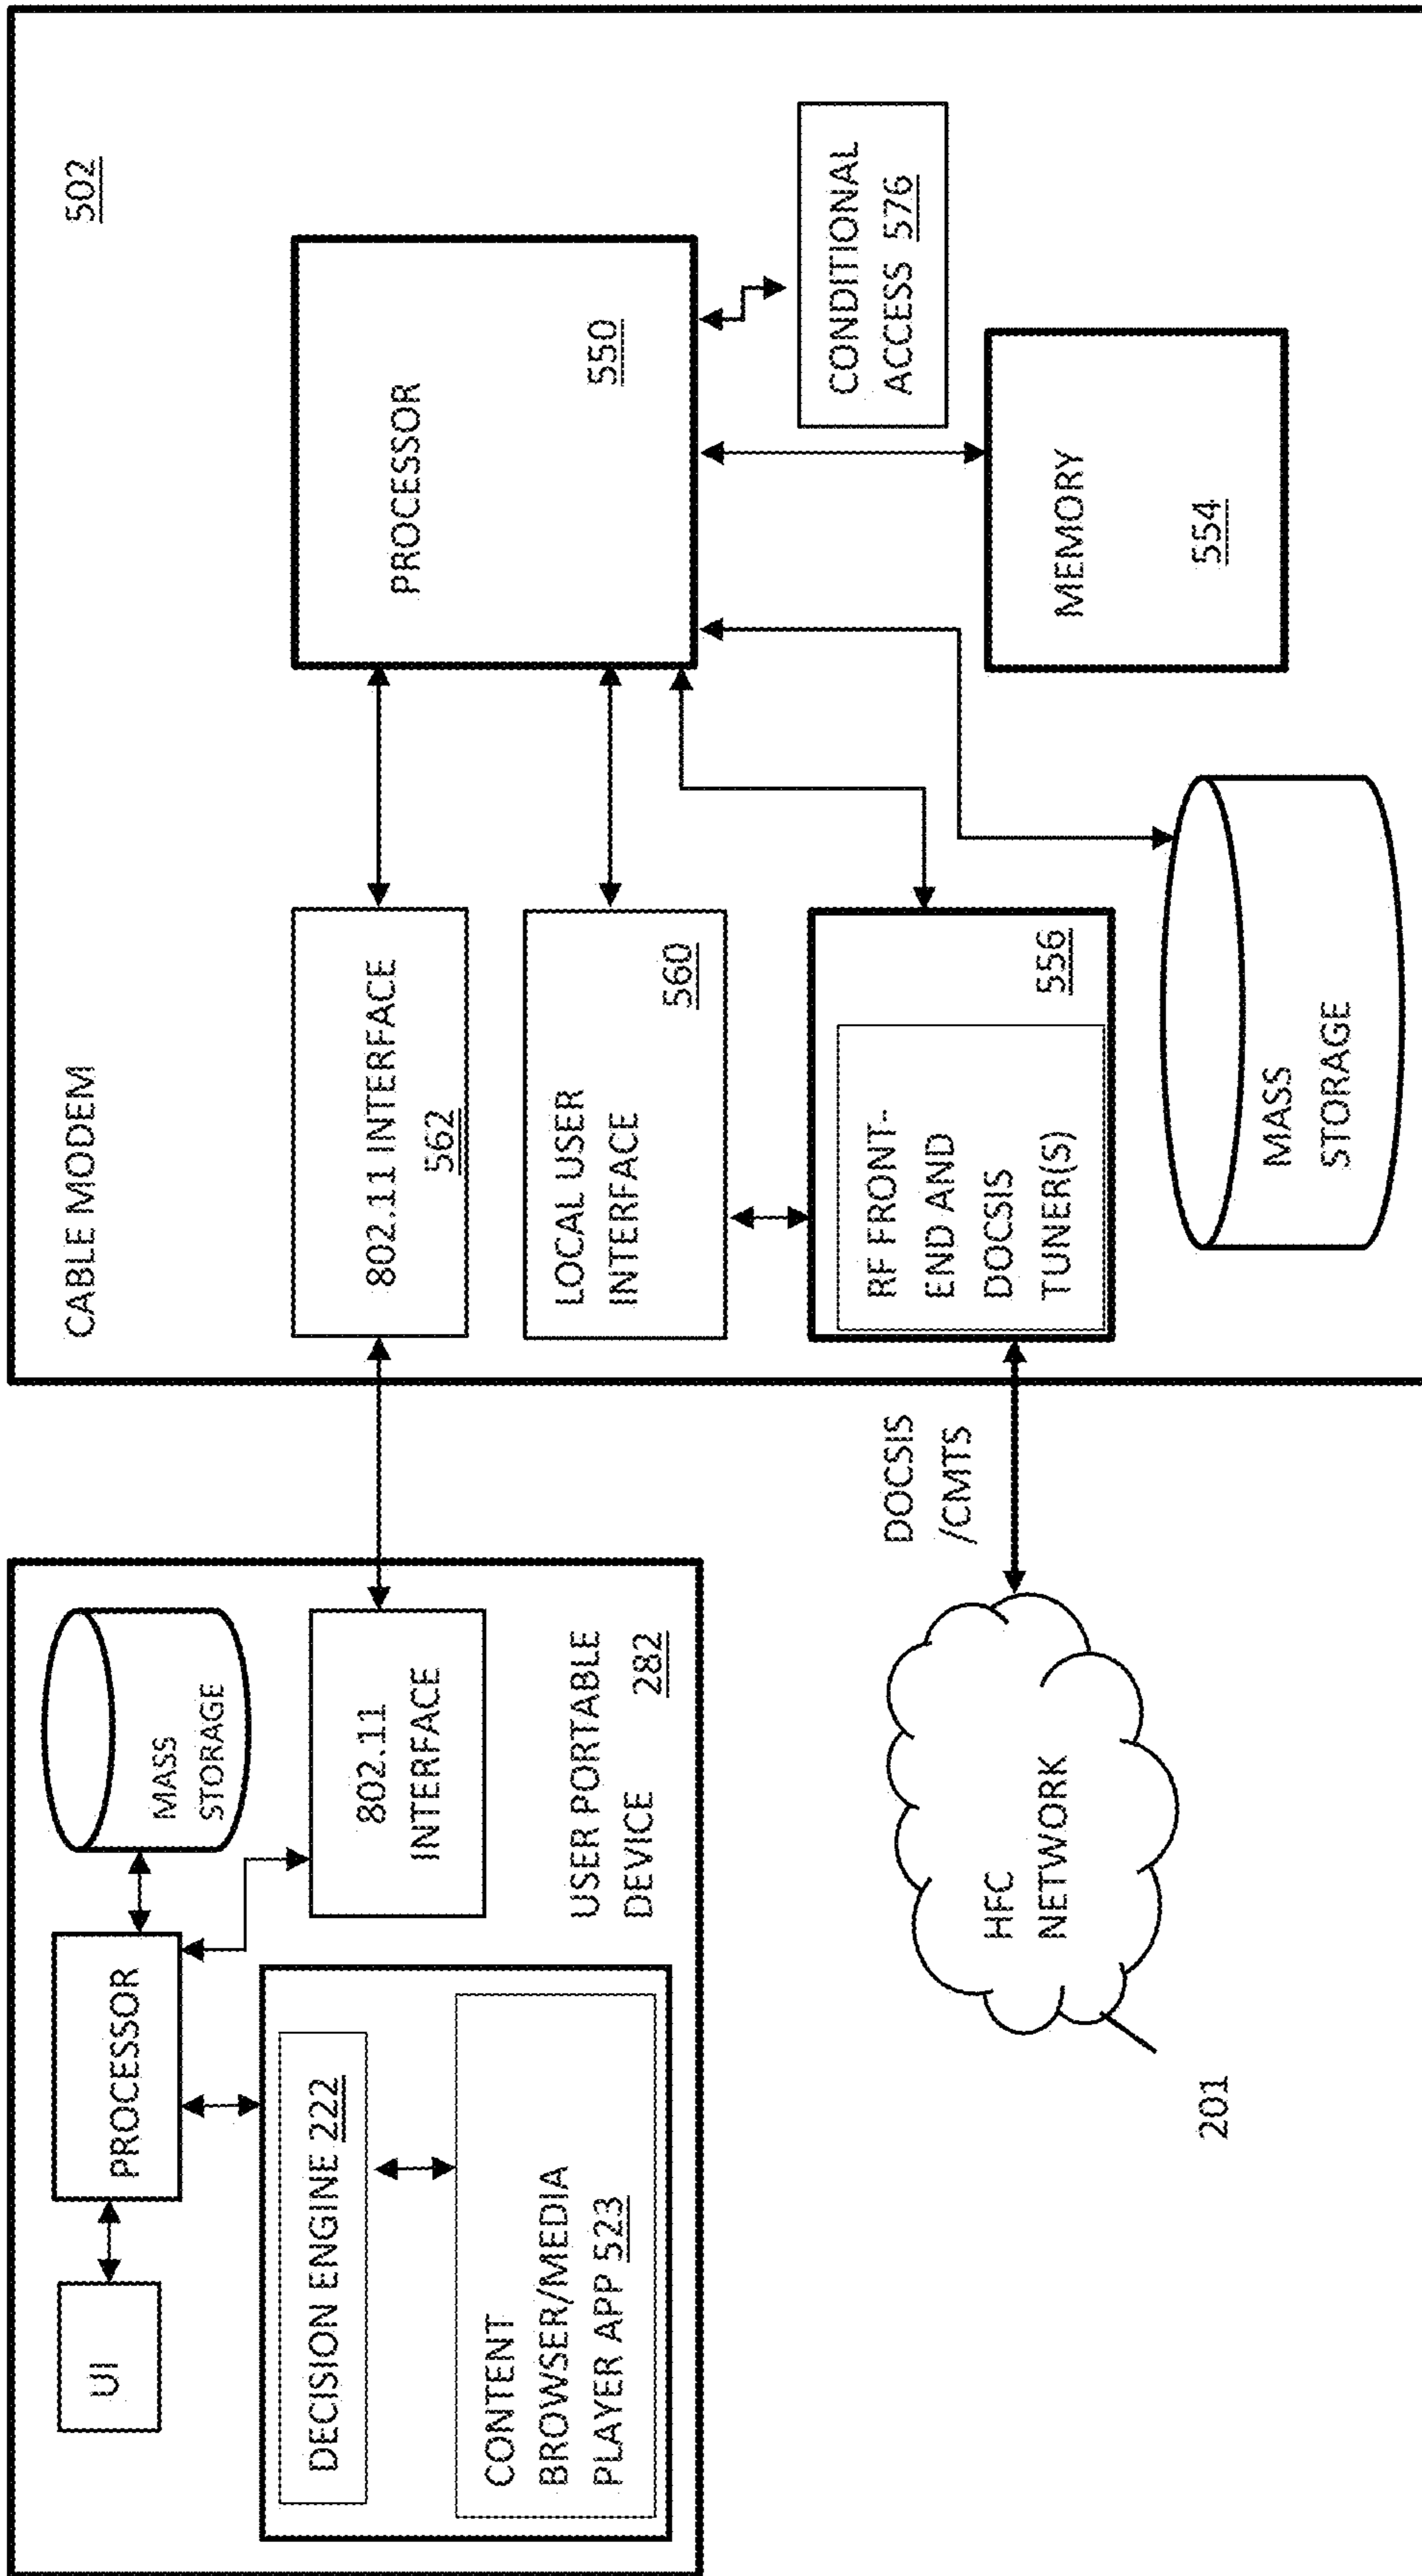 UI
PROCESSOR
MASS
STORAGE
DECISION ENGINE 222
CONTENT
BROWSER/MEDIA
PLAYER APP 523
802.11
INTERFACE
USER PORTABLE
DEVICE 282
HFC
NETWORK
201
DOCSIS
/CMTS
CABLE MODEM
502
802.11 INTERFACE
562
LOCAL USER
INTERFACE 560
RF FRONT-
END AND
DOCSIS
TUNER(S)
556
MASS
STORAGE
PROCESSOR
550
CONDITIONAL
ACCESS 576
MEMORY
554